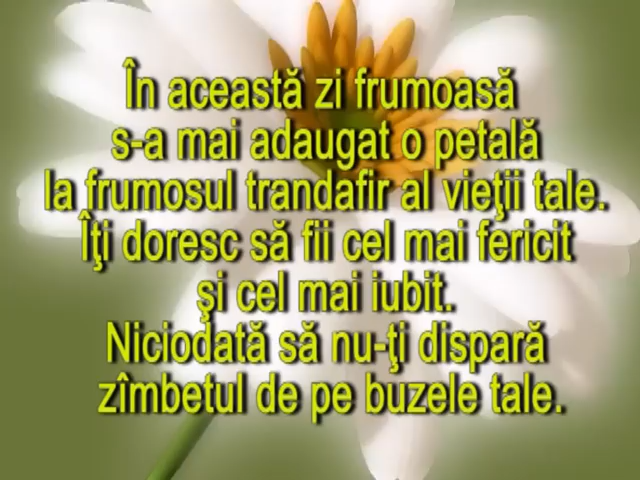 În această zi frumoasă
s-a mai adaugat o petală
la frumosul trandafir al vieţii tale.
Îţi doresc să fii cel mai fericit
şi cel mai iubit.
Niciodată să nu-ţi dispară
zîmbetul de pe buzele tale.